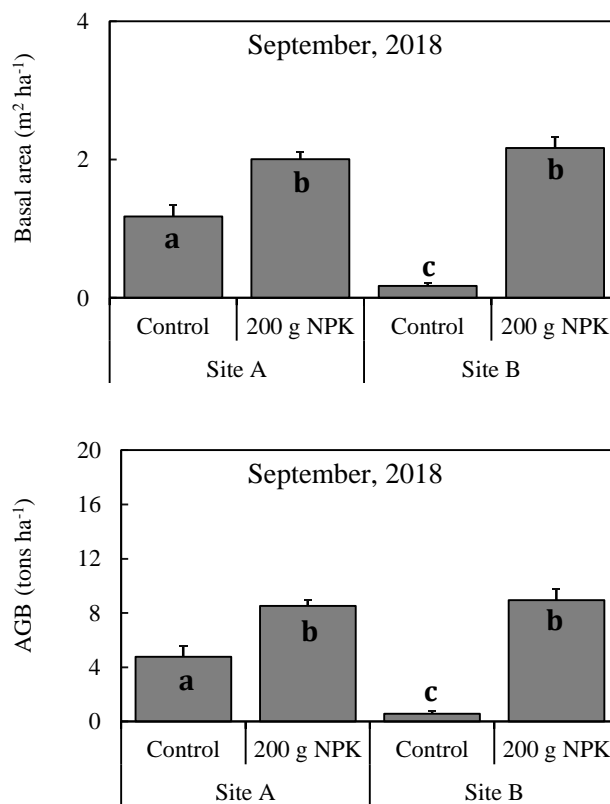 4
September, 2018
Basal area (m² ha⁻¹)
2
0
a
b
c
b
Control 200 g NPK Control 200 g NPK
Site A Site B
20
September, 2018
16
AGB (tons ha⁻¹)
12
8
4
0
a
b
c
b
Control 200 g NPK Control 200 g NPK
Site A Site B